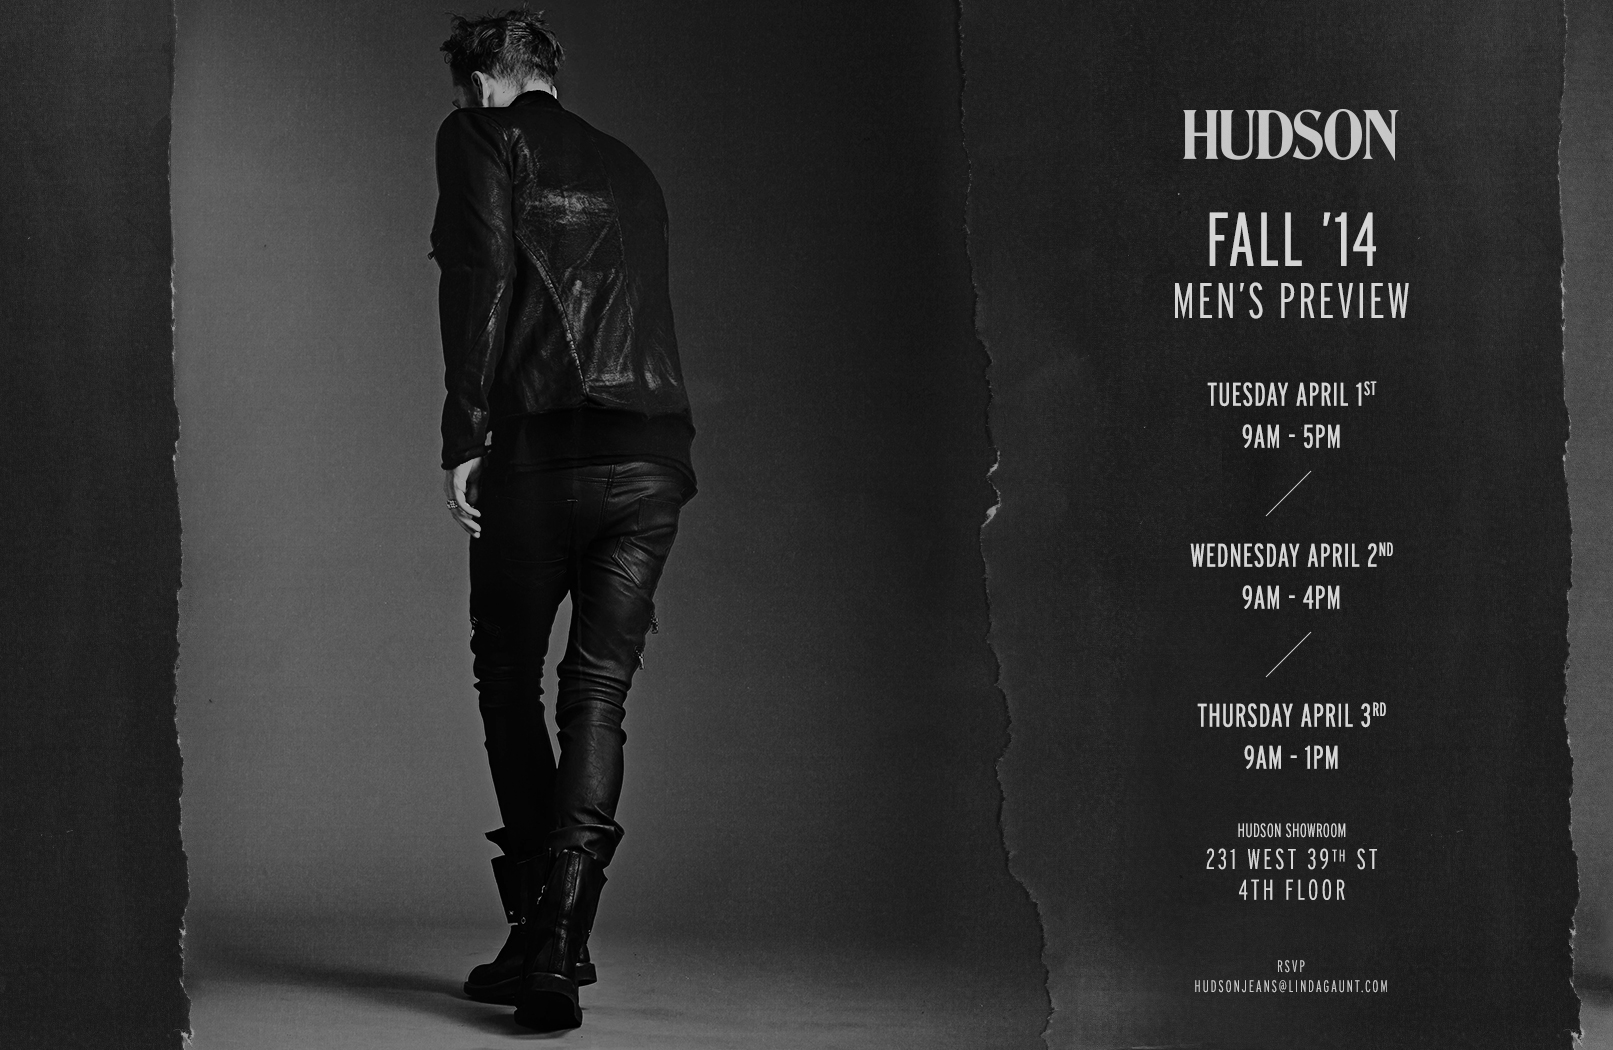 HUDSON
FALL '14
MEN'S PREVIEW
TUESDAY APRIL 1ST
9AM - 5PM
WEDNESDAY APRIL 2ND
9AM - 4PM
THURSDAY APRIL 3RD
9AM - 1PM
HUDSON SHOWROOM
231 WEST 39TH ST
4TH FLOOR
RSVP
HUDSONJEANS@LINDAGAUNT.COM